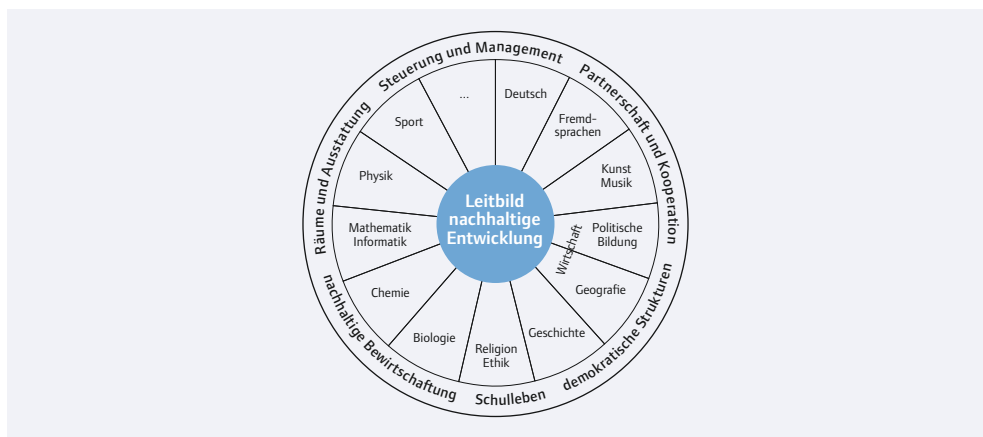 Steuerung und Management
Partnerschaft und Kooperation
demokratische Strukturen
Schulleben
nachhaltige Bewirtschaftung
Räume und Ausstattung
...
Deutsch
Fremd-
sprachen
Kunst
Musik
Politische
Bildung
Wirtschaft
Geografie
Geschichte
Religion
Ethik
Biologie
Chemie
Mathematik
Informatik
Physik
Sport
Leitbild
nachhaltige
Entwicklung